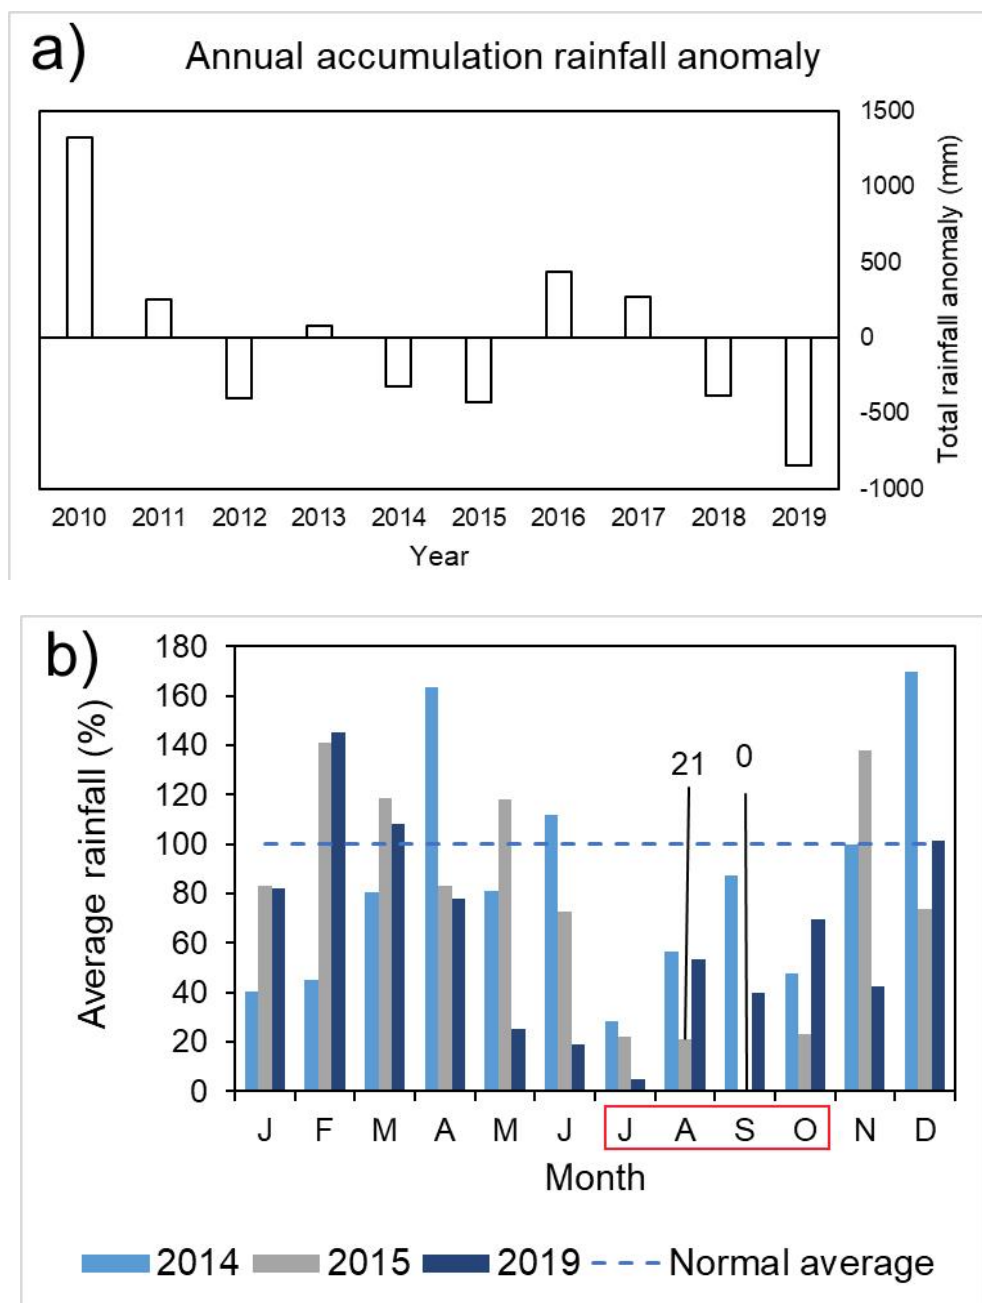 a) Annual accumulation rainfall anomaly
1500
1000
500
0
-500
-1000
Total rainfall anomaly (mm)
2010 2011 2012 2013 2014 2015 2016 2017 2018 2019
Year
b)
Average rainfall (%)
180
160
140
120
100
80
60
40
20
0
21 0
J F M A M J J A S O N D
Month
2014 2015 2019 Normal average